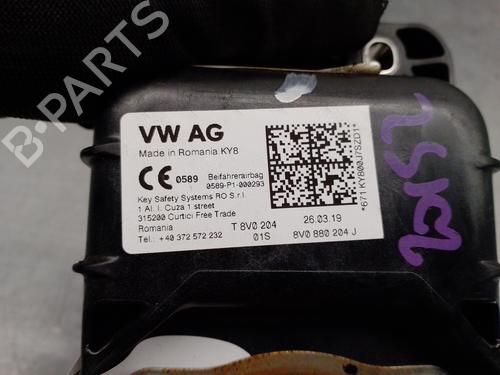 B-PARTS
VW AG
Made in Romania KY8
CE 0589 Beifahrerairbag
0589-P1-000293
Key Safety Systems RO S.r.l.
1 Al. I. Cuza 1 street
315200 Curtici Free Trade
Romania
Tel.: +40 372 572 232
T 8V0 204
01S
26.03.19
8V0 880 204 J
*671 KY800J7SZD1*